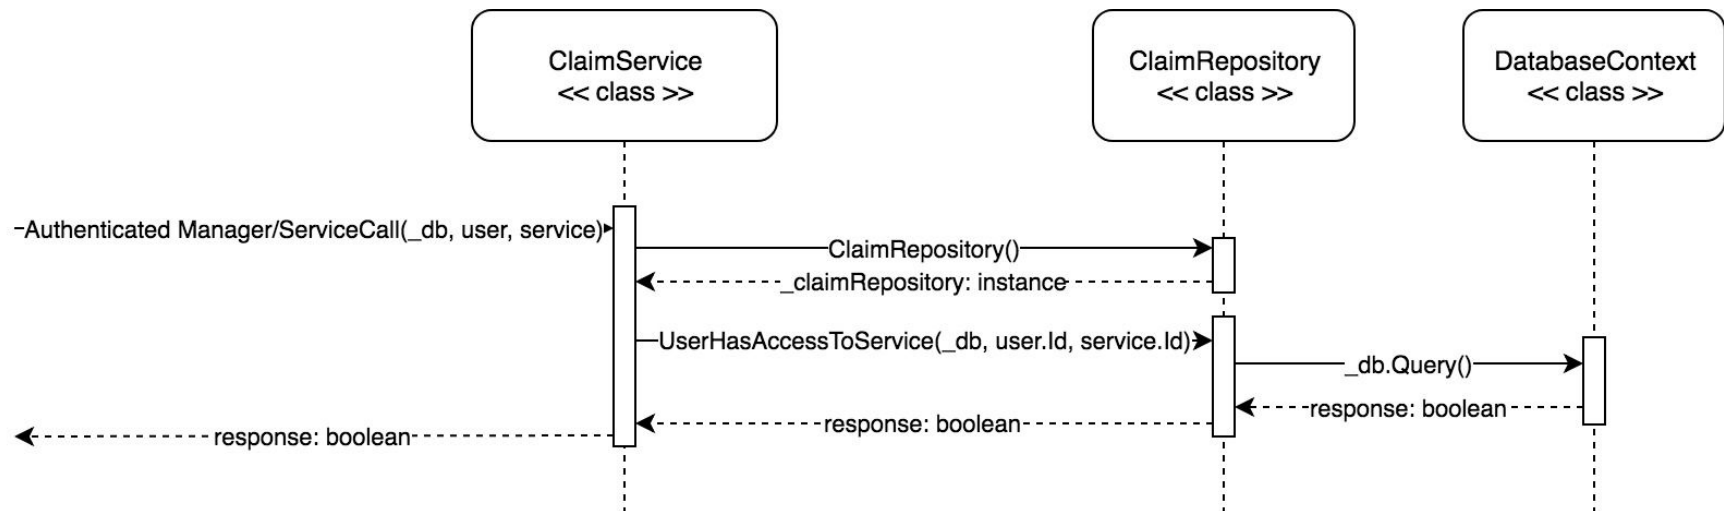 ClaimService
<< class >>
ClaimRepository
<< class >>
DatabaseContext
<< class >>
Authenticated Manager/ServiceCall(_db, user, service)
ClaimRepository()
_claimRepository: instance
UserHasAccessToService(_db, user.Id, service.Id)
_db.Query()
response: boolean
response: boolean
response: boolean